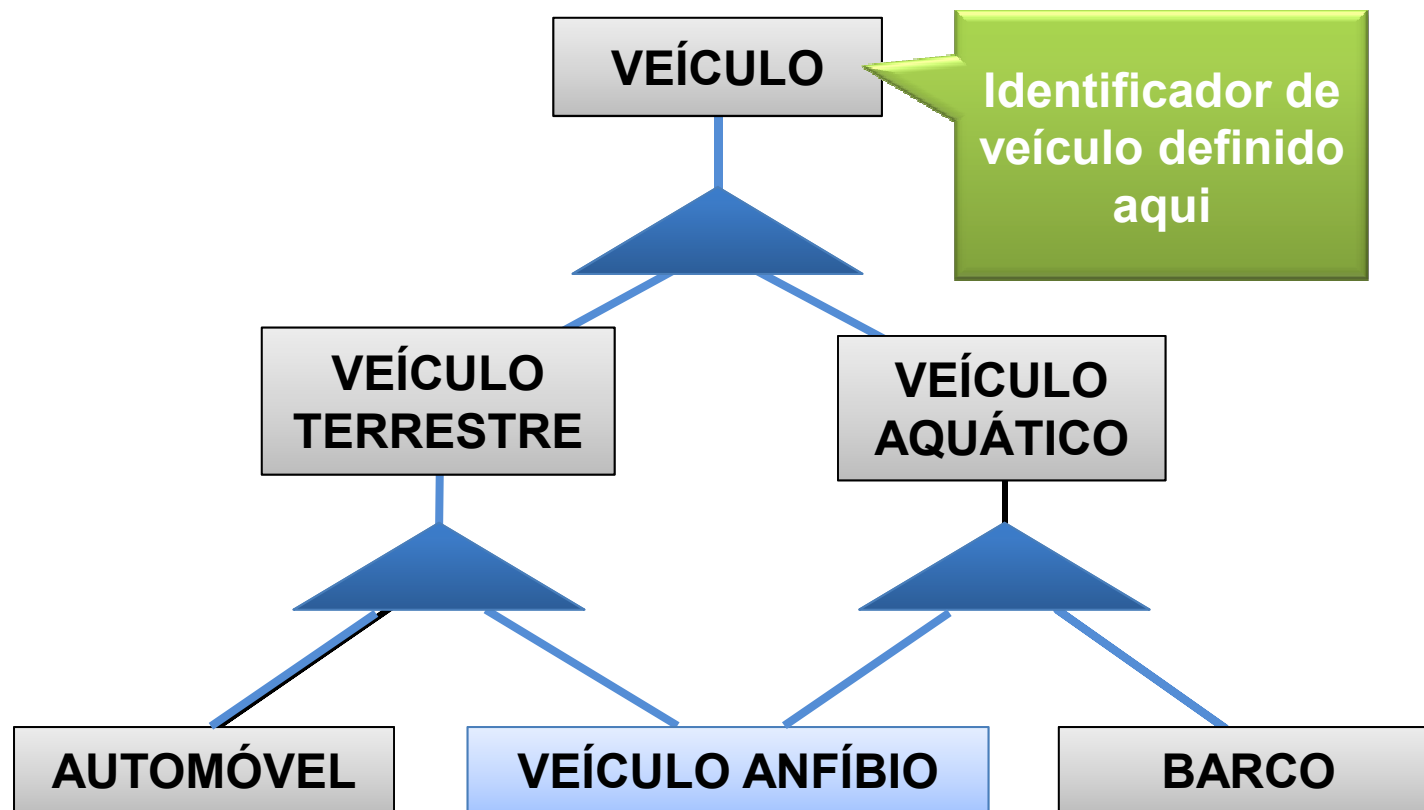 VEÍCULO
Identificador de
veículo definido
aqui
VEÍCULO
TERRESTRE
VEÍCULO
AQUÁTICO
AUTOMÓVEL
VEÍCULO ANFÍBIO
BARCO